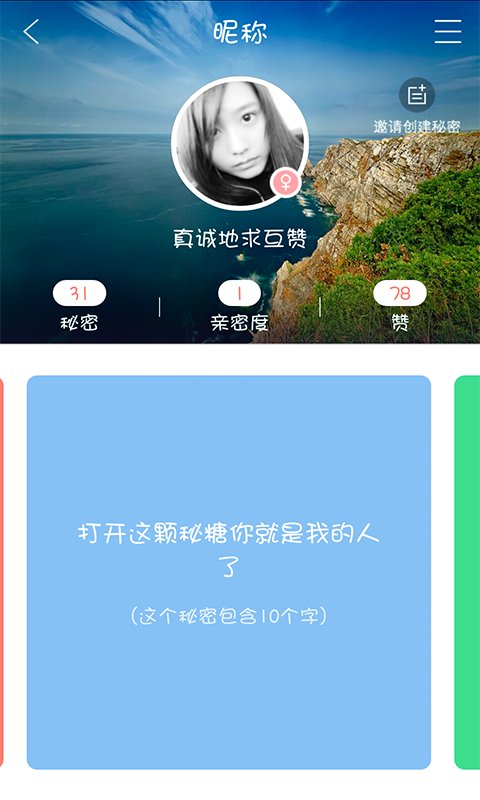 昵称
邀请创建秘密
真诚地求互赞
31
1
78
秘密
亲密度
赞
打开这颗秘糖你就是我的人
了
(这个秘密包含10个字)